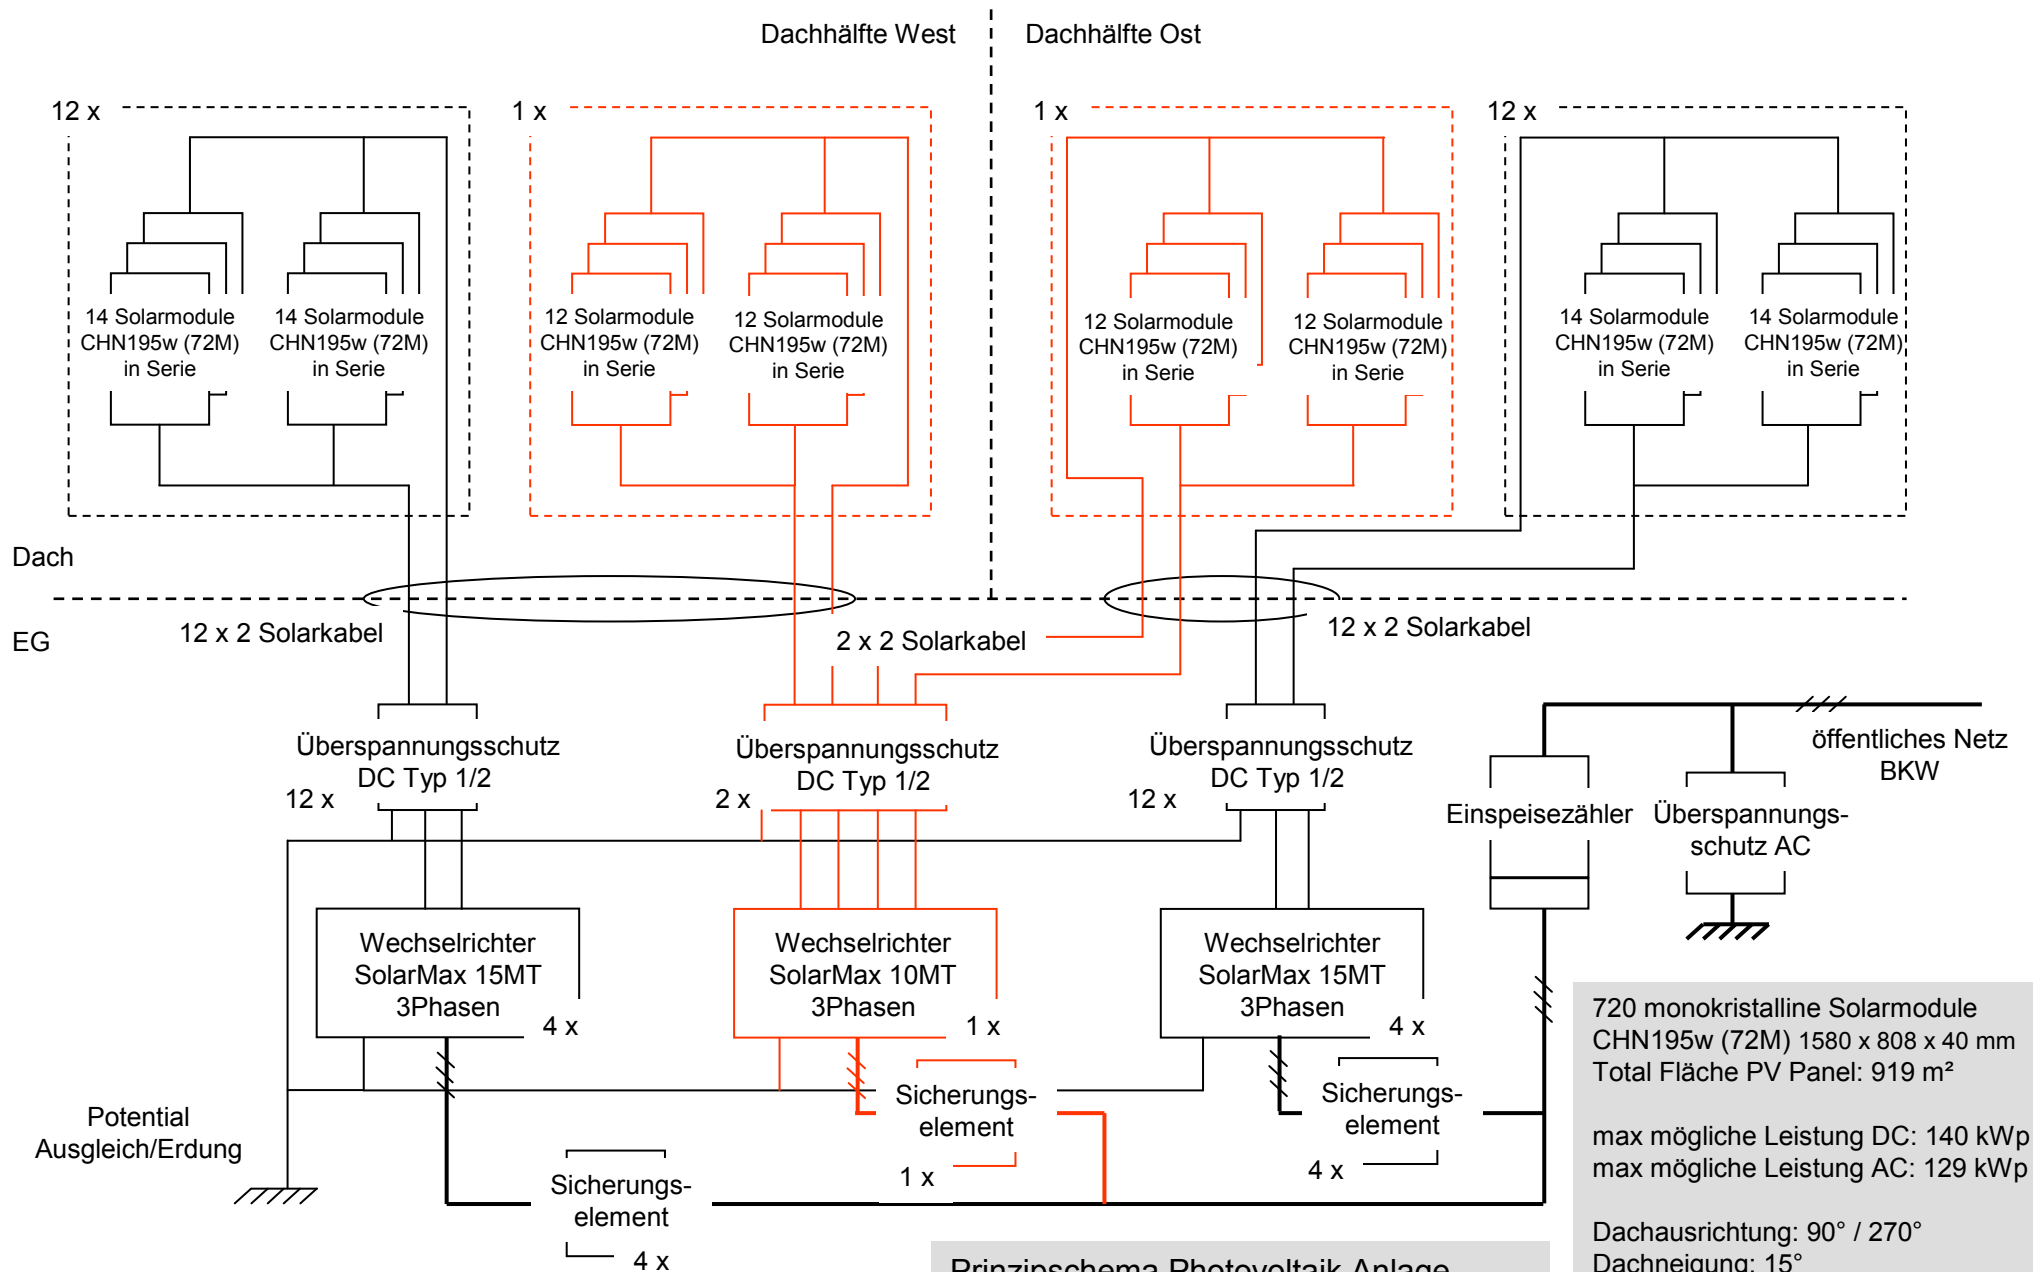 Dachhälfte West
Dachhälfte Ost
12 x
1 x
1 x
12 x
14 Solarmodule
CHN195w (72M)
in Serie
14 Solarmodule
CHN195w (72M)
in Serie
12 Solarmodule
CHN195w (72M)
in Serie
12 Solarmodule
CHN195w (72M)
in Serie
12 Solarmodule
CHN195w (72M)
in Serie
12 Solarmodule
CHN195w (72M)
in Serie
14 Solarmodule
CHN195w (72M)
in Serie
14 Solarmodule
CHN195w (72M)
in Serie
Dach
EG
12 x 2 Solarkabel
2 x 2 Solarkabel
12 x 2 Solarkabel
Überspannungsschutz
DC Typ 1/2
12 x
Überspannungsschutz
DC Typ 1/2
2 x
Überspannungsschutz
DC Typ 1/2
12 x
öffentliches Netz
BKW
Einspeisezähler
Überspannungs-
schutz AC
Wechselrichter
SolarMax 15MT
3Phasen
4 x
Wechselrichter
SolarMax 10MT
3Phasen
1 x
Wechselrichter
SolarMax 15MT
3Phasen
4 x
Sicherungs-
element
1 x
Sicherungs-
element
4 x
Potential
Ausgleich/Erdung
Sicherungs-
element
4 x
720 monokristalline Solarmodule
CHN195w (72M) 1580 x 808 x 40 mm
Total Fläche PV Panel: 919 m²
max mögliche Leistung DC: 140 kWp
max mögliche Leistung AC: 129 kWp
Dachausrichtung: 90° / 270°
Dachneigung: 15°
Prinzipschema Photovoltaik Anlage